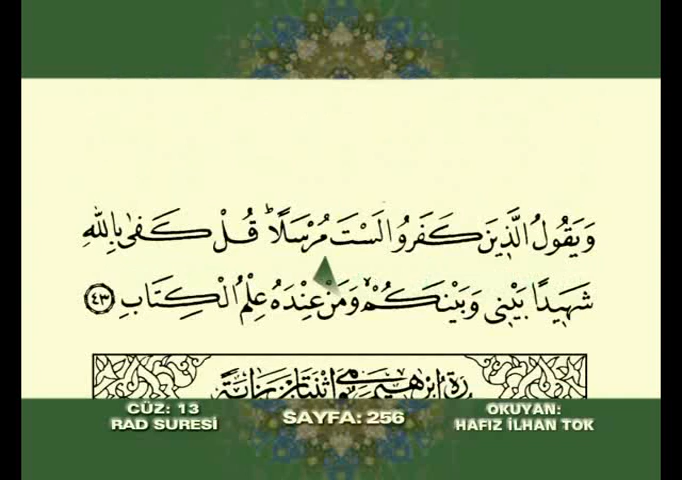 وَيَقُولُ الَّذِينَ كَفَرُوا لَسْتَ مُرْسَلًاۜ قُلْ كَفٰى بِاللّٰهِ
شَهِيدًا بَيْنِي وَبَيْنَكُمْۙ وَمَنْ عِنْدَهُ عِلْمُ الْكِتَابِ ﴿٤٣﴾
CÜZ: 13
RAD SURESİ
SAYFA: 256
OKUYAN:
HAFIZ İLHAN TOK